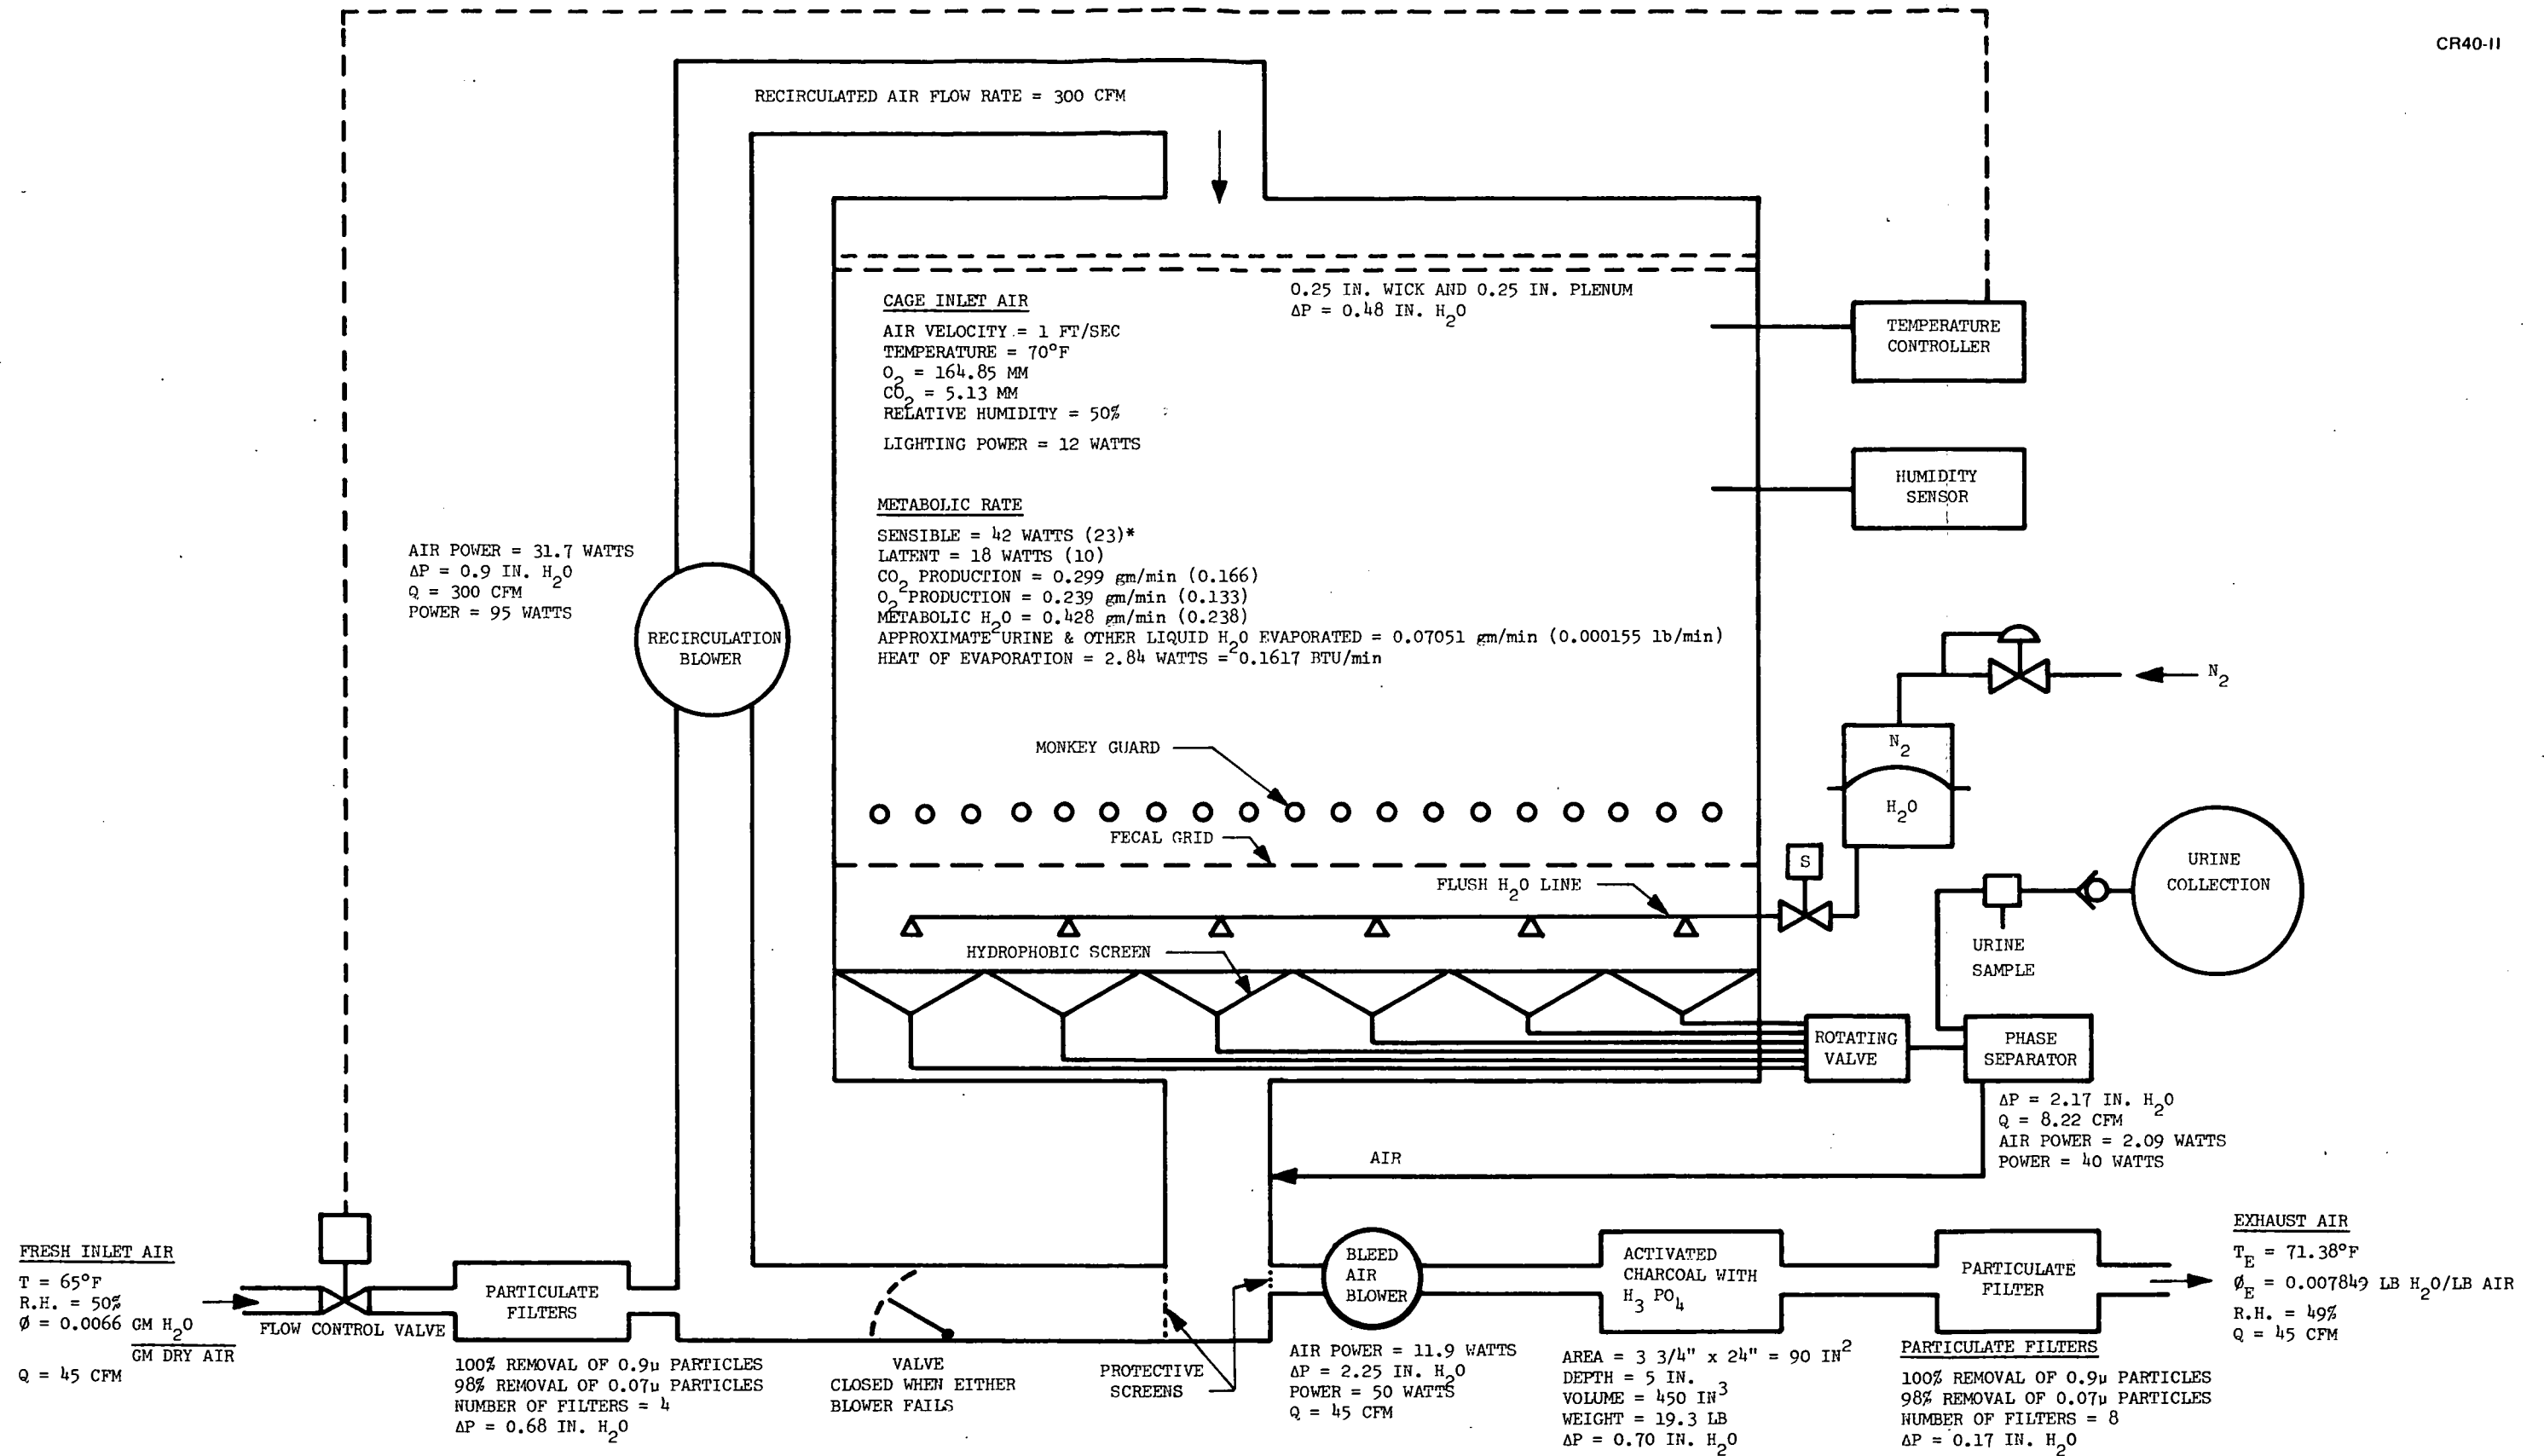 CR40-II
RECIRCULATED AIR FLOW RATE = 300 CFM
0.25 IN. WICK AND 0.25 IN. PLENUM
ΔP = 0.48 IN. H2O
CAGE INLET AIR
AIR VELOCITY = 1 FT/SEC
TEMPERATURE = 70°F
O2 = 164.85 MM
CO2 = 5.13 MM
RELATIVE HUMIDITY = 50%
LIGHTING POWER = 12 WATTS
TEMPERATURE
CONTROLLER
HUMIDITY
SENSOR
METABOLIC RATE
SENSIBLE = 42 WATTS (23)*
LATENT = 18 WATTS (10)
CO2 PRODUCTION = 0.299 gm/min (0.166)
O2 PRODUCTION = 0.239 gm/min (0.133)
METABOLIC H2O = 0.428 gm/min (0.238)
APPROXIMATE URINE & OTHER LIQUID H2O EVAPORATED = 0.07051 gm/min (0.000155 lb/min)
HEAT OF EVAPORATION = 2.84 WATTS = 0.1617 BTU/min
AIR POWER = 31.7 WATTS
ΔP = 0.9 IN. H2O
Q = 300 CFM
POWER = 95 WATTS
RECIRCULATION
BLOWER
N2
N2
H2O
MONKEY GUARD
FECAL GRID
FLUSH H2O LINE
S
HYDROPHOBIC SCREEN
URINE
COLLECTION
URINE
SAMPLE
ROTATING
VALVE
PHASE
SEPARATOR
ΔP = 2.17 IN. H2O
Q = 8.22 CFM
AIR POWER = 2.09 WATTS
POWER = 40 WATTS
AIR
FRESH INLET AIR
T = 65°F
R.H. = 50%
Ø = 0.0066 GM H2O
GM DRY AIR
Q = 45 CFM
FLOW CONTROL VALVE
PARTICULATE
FILTERS
100% REMOVAL OF 0.9µ PARTICLES
98% REMOVAL OF 0.07µ PARTICLES
NUMBER OF FILTERS = 4
ΔP = 0.68 IN. H2O
VALVE
CLOSED WHEN EITHER
BLOWER FAILS
PROTECTIVE
SCREENS
BLEED
AIR
BLOWER
AIR POWER = 11.9 WATTS
ΔP = 2.25 IN. H2O
POWER = 50 WATTS
Q = 45 CFM
ACTIVATED
CHARCOAL WITH
H3 PO4
AREA = 3 3/4" x 24" = 90 IN2
DEPTH = 5 IN.
VOLUME = 450 IN3
WEIGHT = 19.3 LB
ΔP = 0.70 IN. H2O
PARTICULATE
FILTER
PARTICULATE FILTERS
100% REMOVAL OF 0.9µ PARTICLES
98% REMOVAL OF 0.07µ PARTICLES
NUMBER OF FILTERS = 8
ΔP = 0.17 IN. H2O
EXHAUST AIR
TE = 71.38°F
ØE = 0.007849 LB H2O/LB AIR
R.H. = 49%
Q = 45 CFM